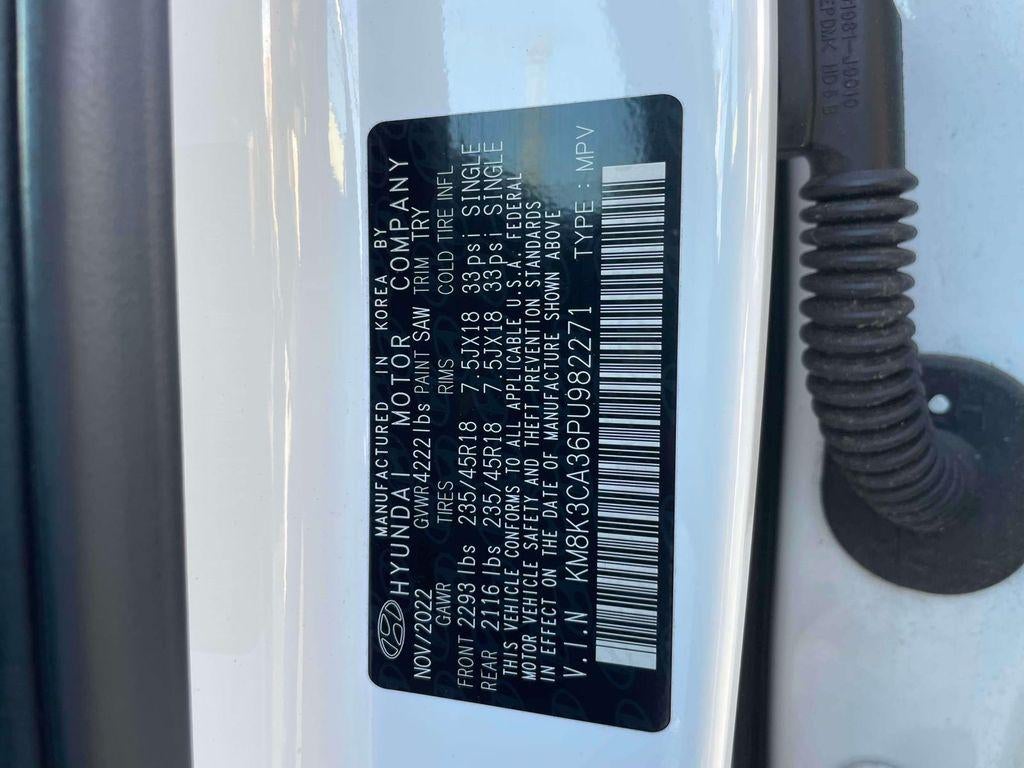 MANUFACTURED IN KOREA BY
HYUNDAI MOTOR COMPANY
NOV/2022 GVWR 4222 lbs PAINT SAW TRIM TRY
GAWR TIRES RIMS COLD TIRE INFL
FRONT 2293 lbs 235/45R18 7.5JX18 33psi SINGLE
REAR 2116 lbs 235/45R18 7.5JX18 33psi SINGLE
THIS VEHICLE CONFORMS TO ALL APPLICABLE U.S.A. FEDERAL
MOTOR VEHICLE SAFETY AND THEFT PREVENTION STANDARDS
IN EFFECT ON THE DATE OF MANUFACTURE SHOWN ABOVE
V.I.N KM8K3CA36PU982271 TYPE : MPV